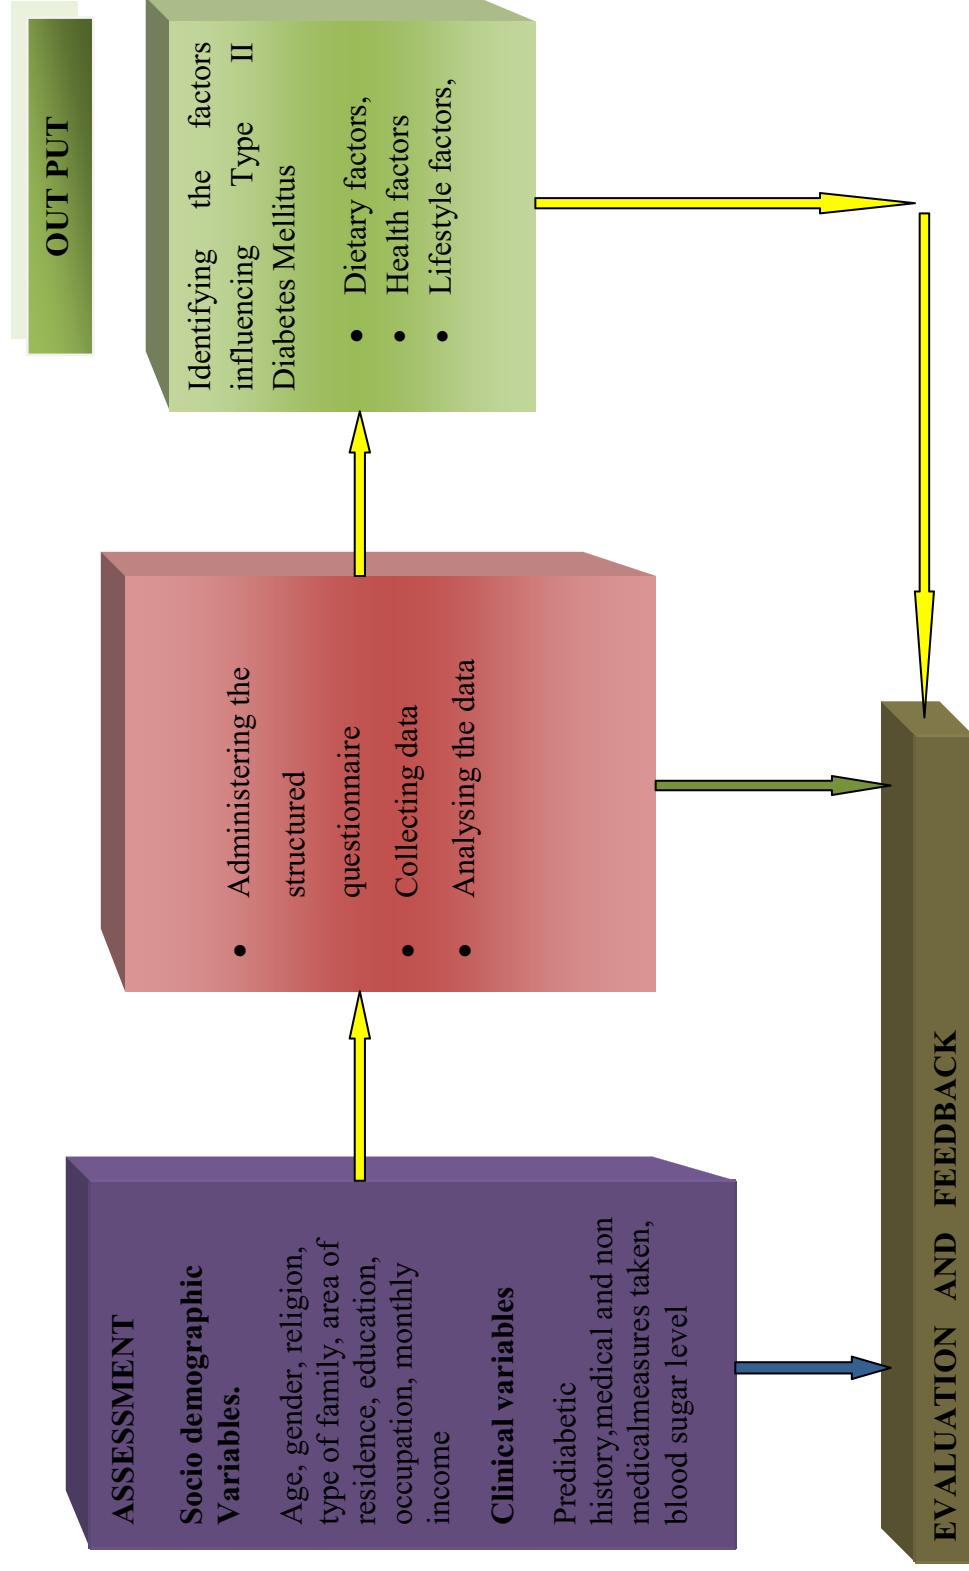 OUT PUT
ASSESSMENT
Socio demographic
Variables.
Age, gender, religion,
type of family, area of
residence, education,
occupation, monthly
income
Clinical variables
Prediabetic
history,medical and non
medicalmeasures taken,
blood sugar level
• Administering the
structured
questionnaire
• Collecting data
• Analysing the data
Identifying the factors
influencing Type II
Diabetes Mellitus
• Dietary factors,
• Health factors
• Lifestyle factors,
EVALUATION AND FEEDBACK